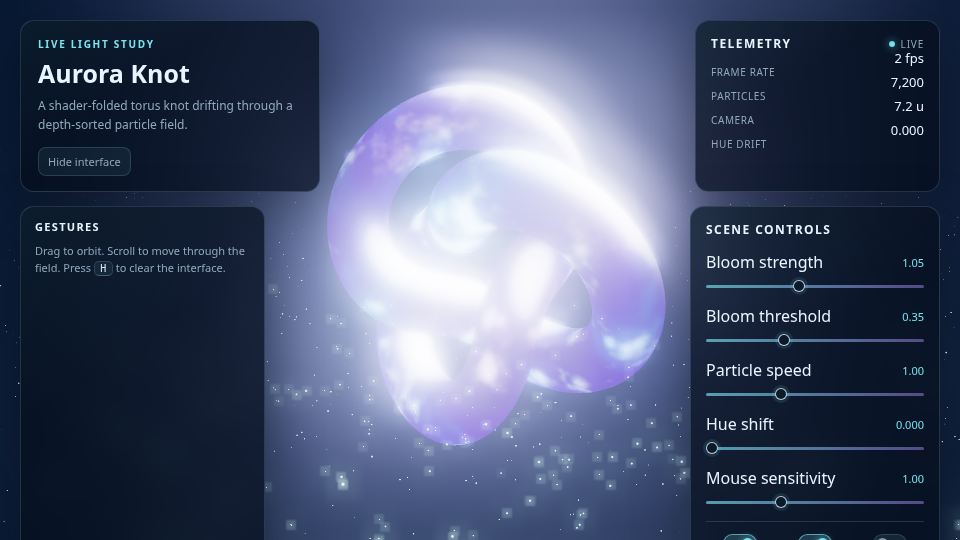 LIVE LIGHT STUDY
Aurora Knot
A shader-folded torus knot drifting through a
depth-sorted particle field.
Hide interface
TELEMETRY
LIVE
FRAME RATE
2 fps
PARTICLES
7,200
CAMERA
7.2 u
HUE DRIFT
0.000
GESTURES
Drag to orbit. Scroll to move through the
field. Press H to clear the interface.
SCENE CONTROLS
Bloom strength 1.05
Bloom threshold 0.35
Particle speed 1.00
Hue shift 0.000
Mouse sensitivity 1.00